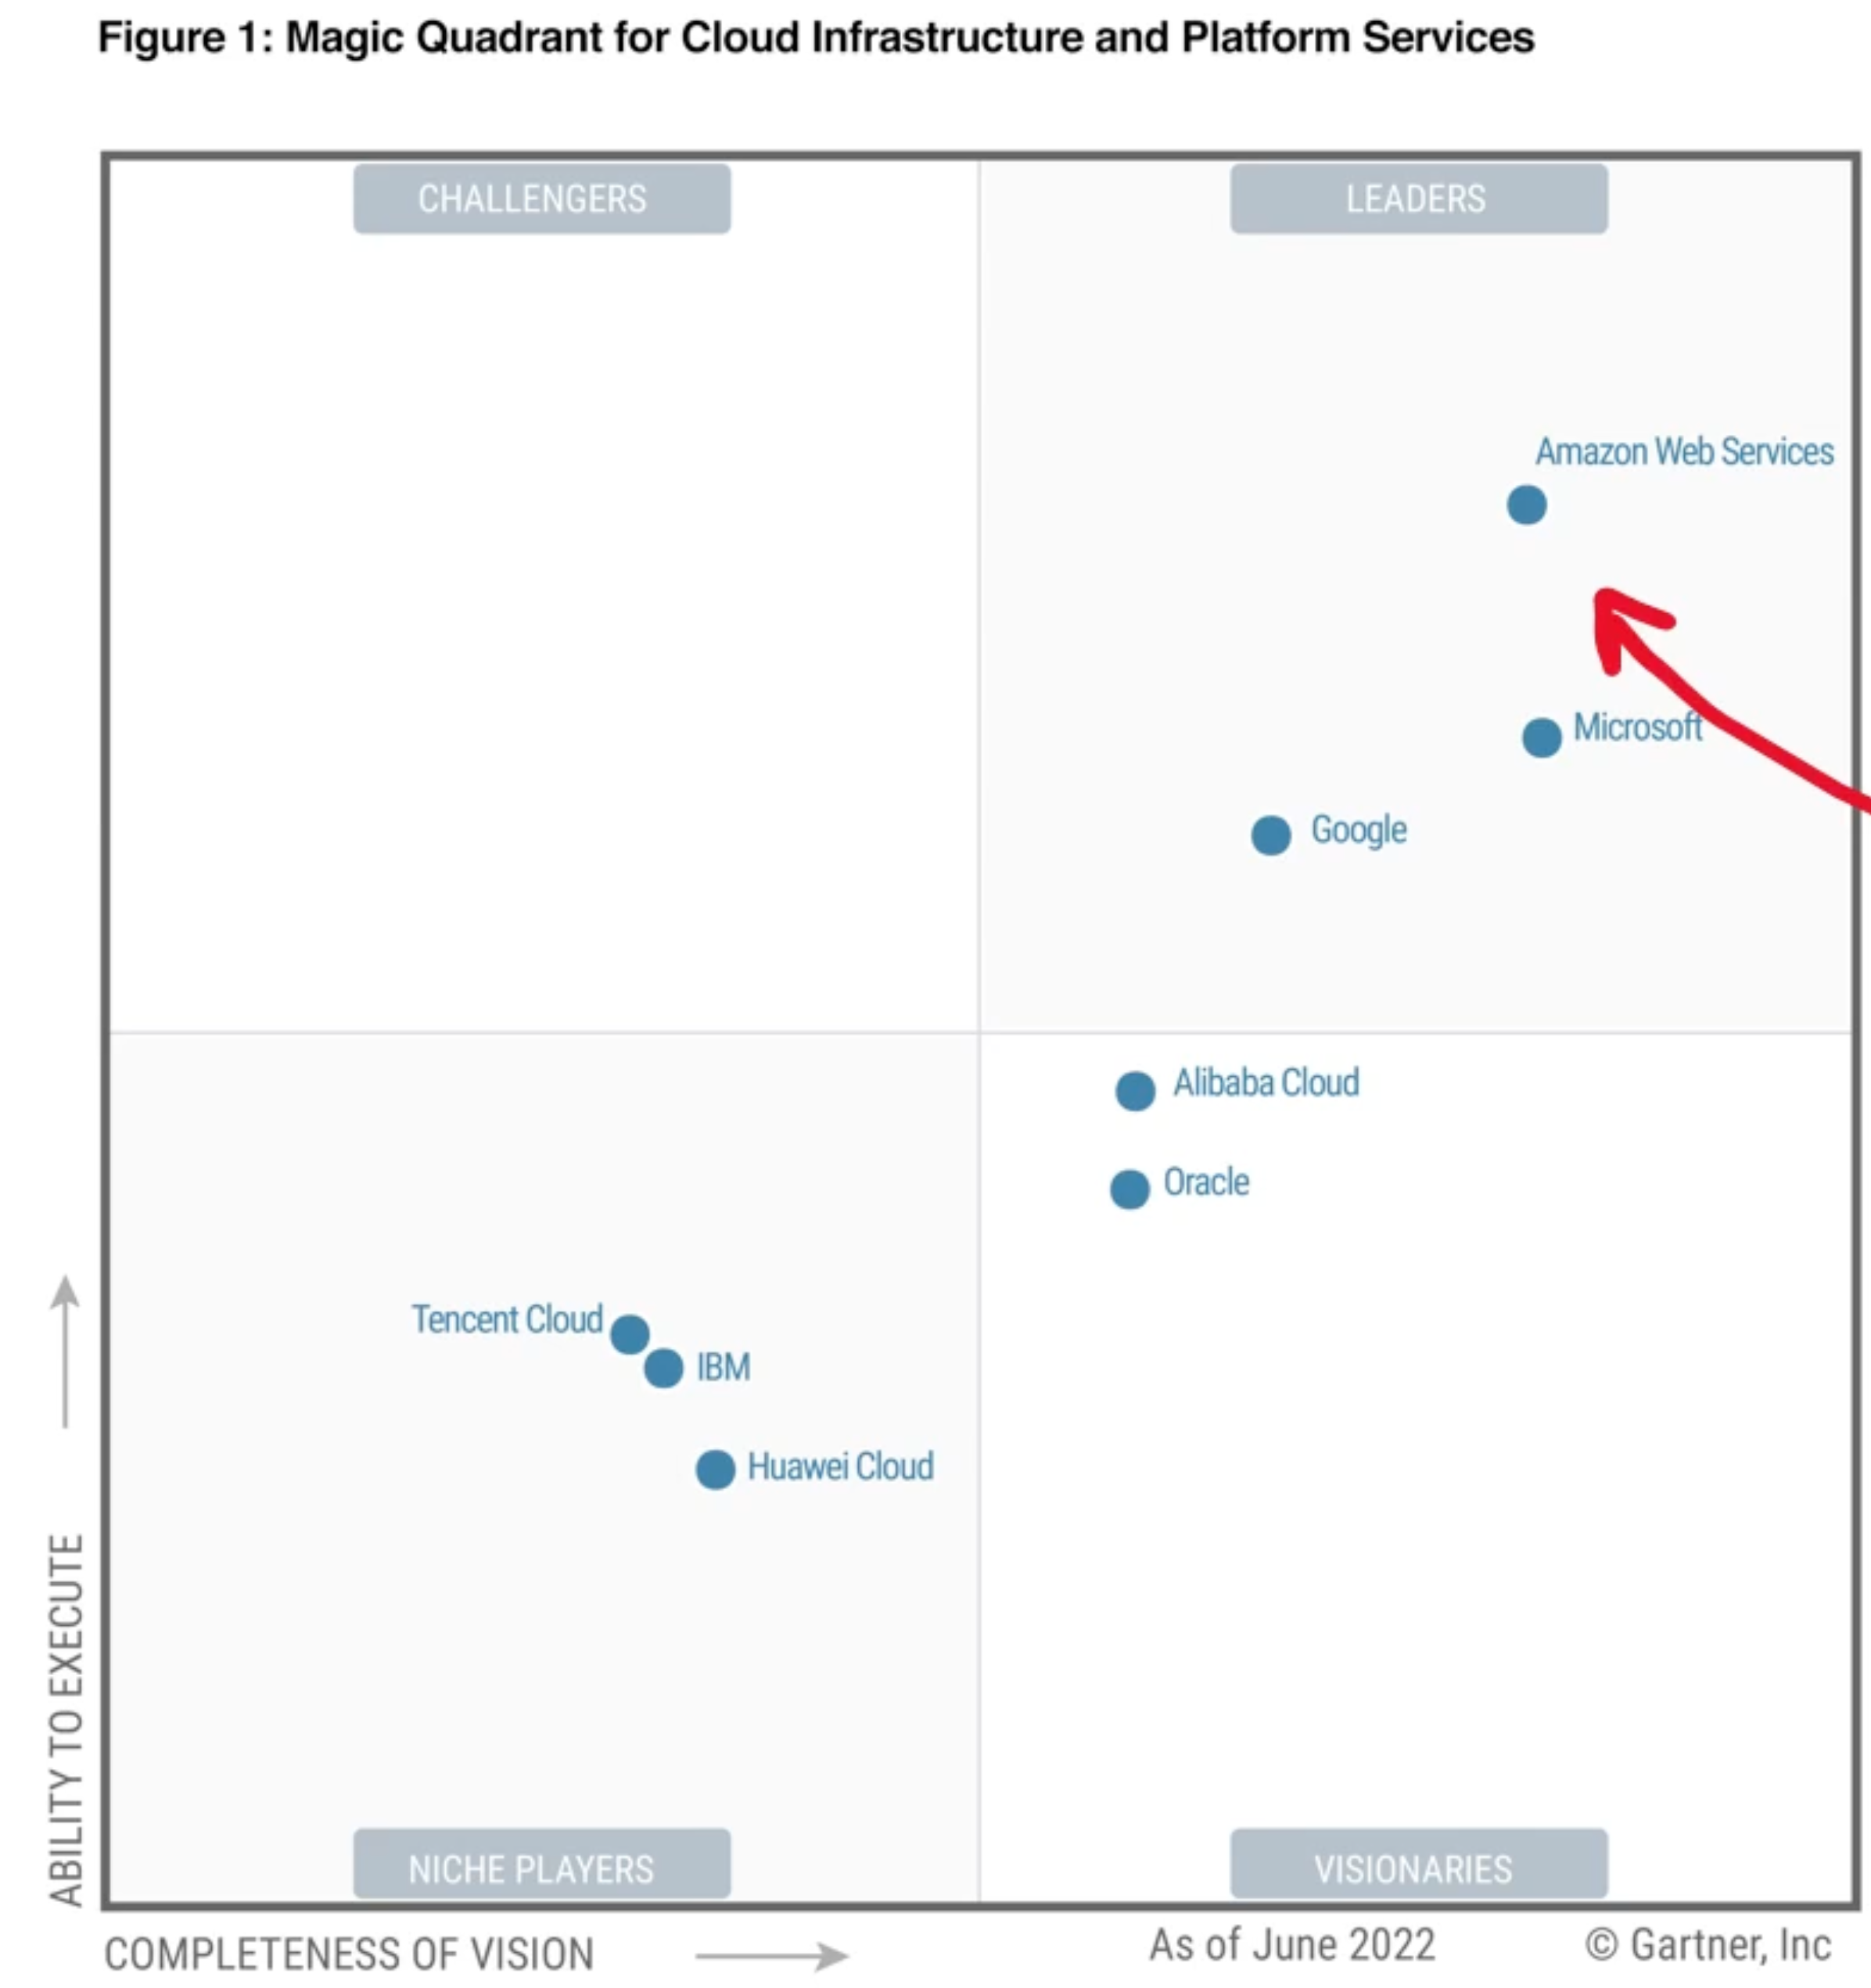 Figure 1: Magic Quadrant for Cloud Infrastructure and Platform Services
CHALLENGERS
LEADERS
Amazon Web Services
Microsoft
Google
Alibaba Cloud
Oracle
Tencent Cloud
IBM
Huawei Cloud
ABILITY TO EXECUTE
NICHE PLAYERS
VISIONARIES
COMPLETENESS OF VISION
As of June 2022
© Gartner, Inc